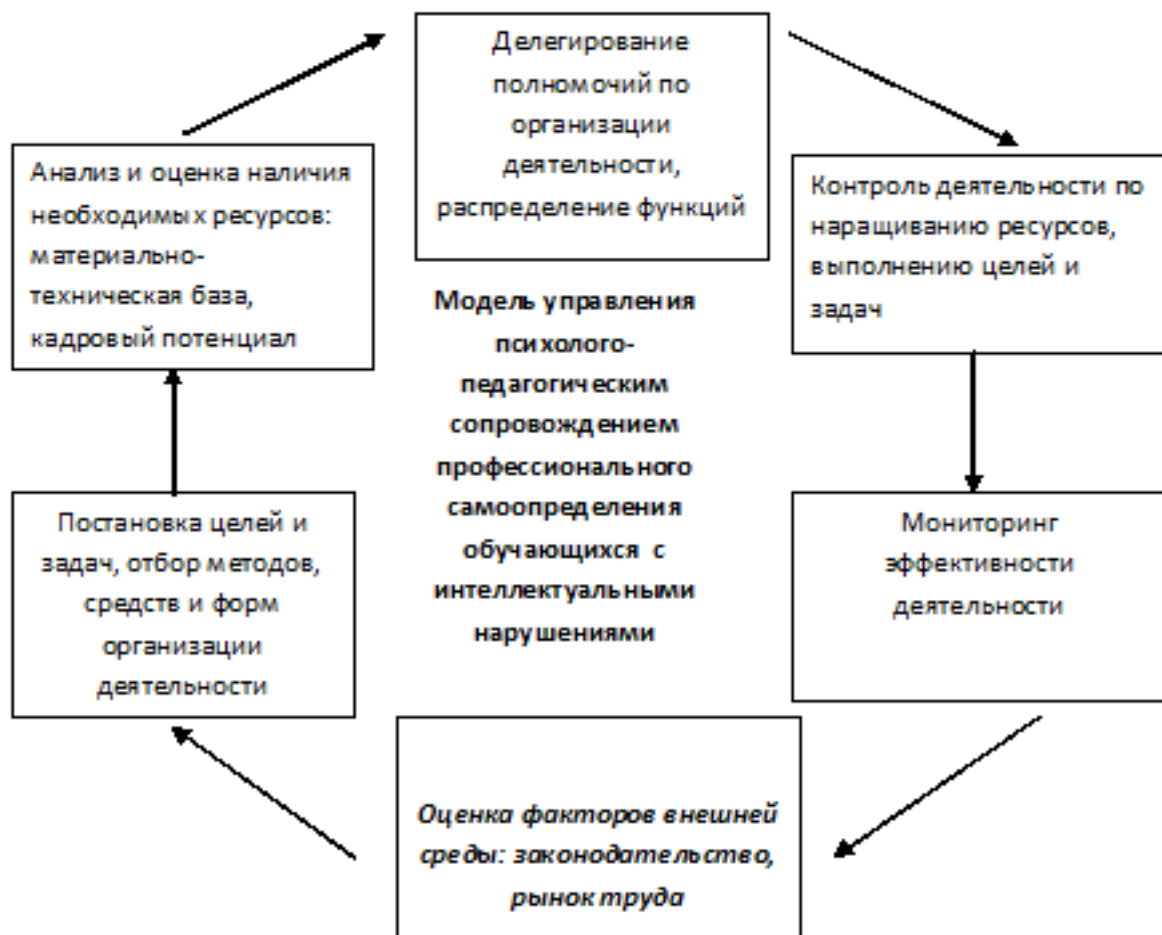 Делегирование
полномочий по
организации
деятельности,
распределение функций
Анализ и оценка наличия
необходимых ресурсов:
материально-
техническая база,
кадровый потенциал
Контроль деятельности по
наращиванию ресурсов,
выполнению целей и
задач
Модель управления
психолого-
педагогическим
сопровождением
профессионального
самоопределения
обучающихся с
интеллектуальными
нарушениями
Постановка целей и
задач, отбор методов,
средств и форм
организации
деятельности
Мониторинг
эффективности
деятельности
Оценка факторов внешней
среды: законодательство,
рынок труда